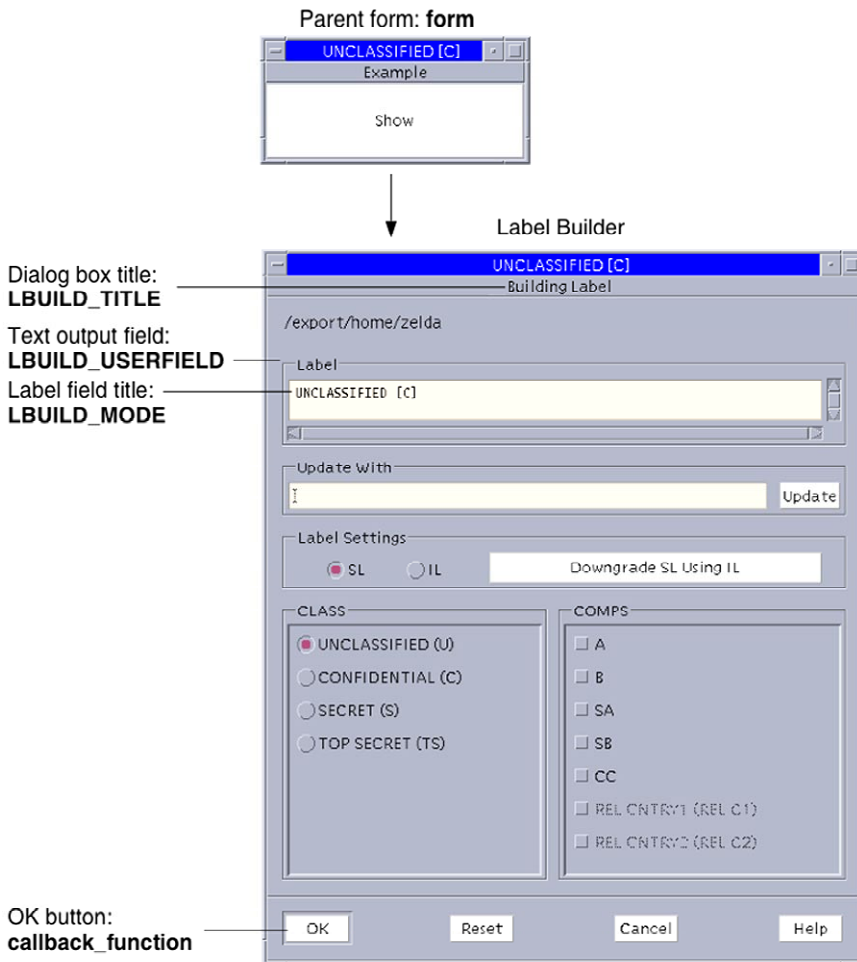 Parent form: form
UNCLASSIFIED [C]
Example
Show
Label Builder
UNCLASSIFIED [C]
Building Label
Dialog box title:
LBUILD_TITLE
/export/home/zelda
Text output field:
LBUILD_USERFIELD
Label
Label field title:
LBUILD_MODE
UNCLASSIFIED [C]
Update With
Update
Label Settings
SL
IL
Downgrade SL Using IL
CLASS
UNCLASSIFIED (U)
CONFIDENTIAL (C)
SECRET (S)
TOP SECRET (TS)
COMPS
A
B
SA
SB
CC
REL CNTRY1 (REL C1)
REL CNTRY2 (REL C2)
OK button:
callback_function
OK
Reset
Cancel
Help